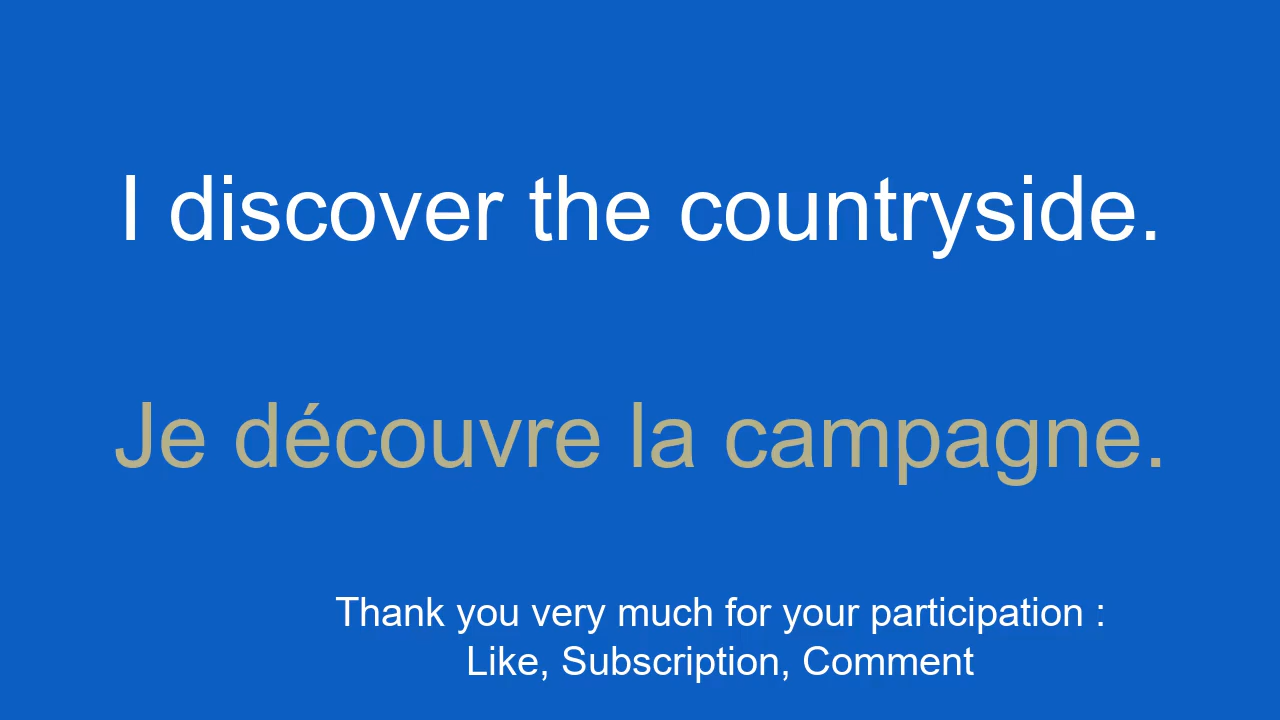 I discover the countryside.
Je découvre la campagne.
Thank you very much for your participation :
Like, Subscription, Comment